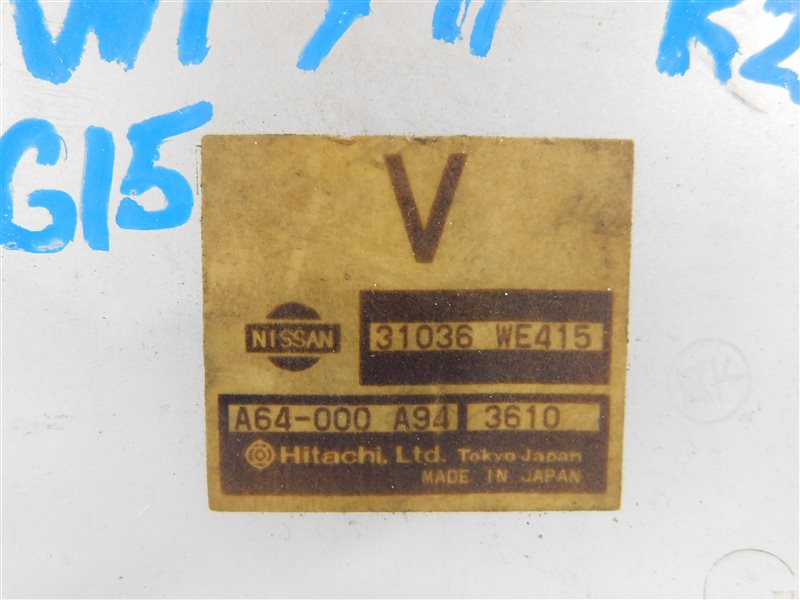 G15
V
NISSAN
31036 WE415
A64-000 A94 3610
Hitachi, Ltd. Tokyo Japan
MADE IN JAPAN